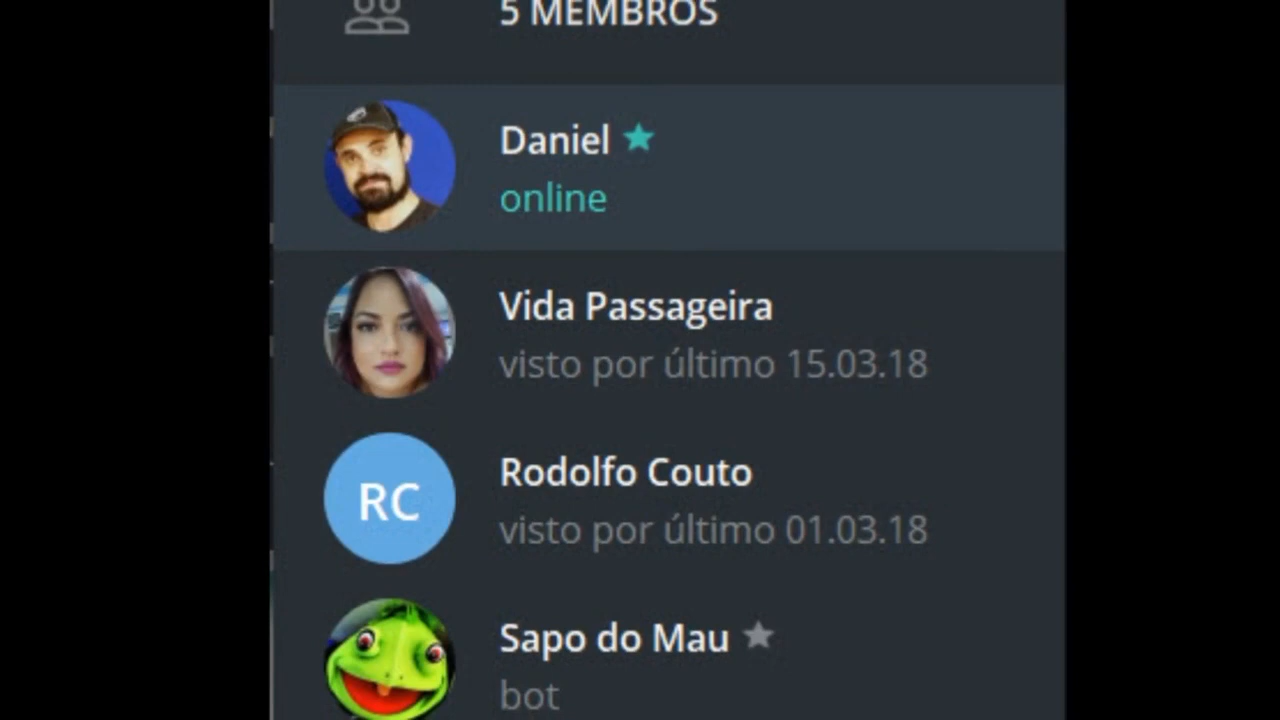 5 MEMBROS
Daniel
online
Vida Passageira
visto por último 15.03.18
RC
Rodolfo Couto
visto por último 01.03.18
Sapo do Mau
bot